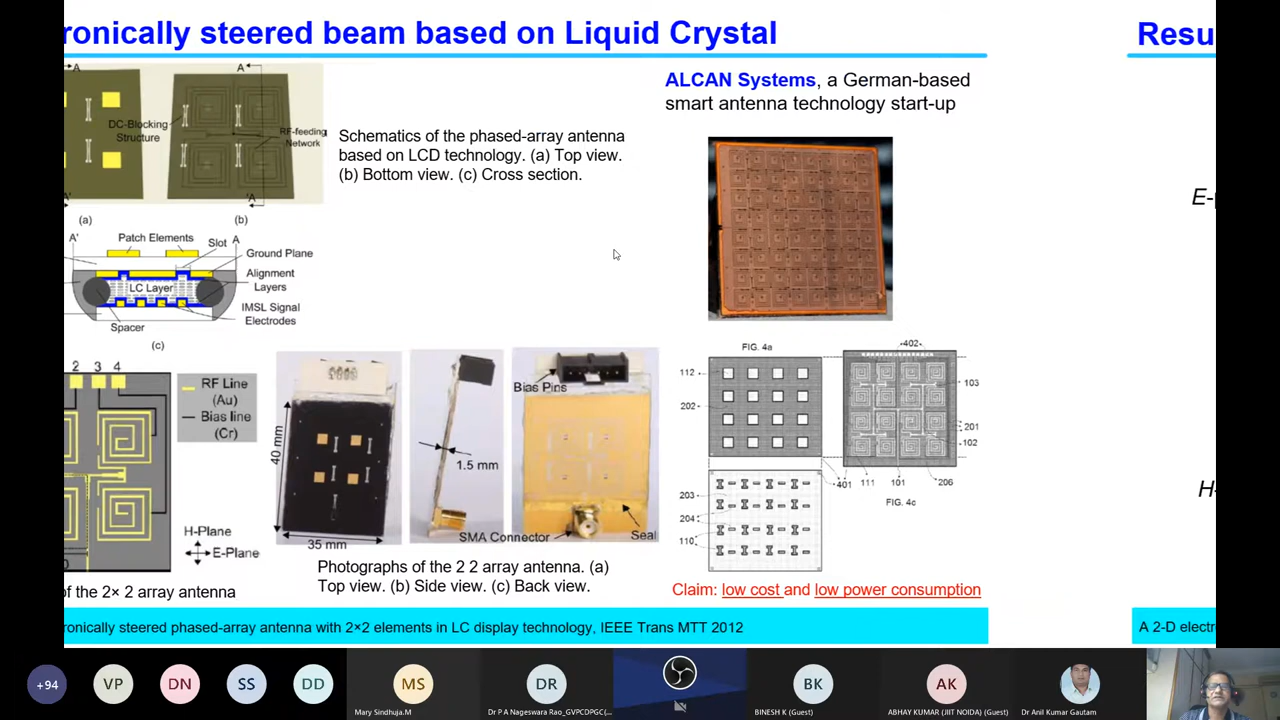 ronically steered beam based on Liquid Crystal
Resu
A
A
DC-Blocking
Structure
RF-feeding
Network
A'
'A
(a)
(b)
Schematics of the phased-array antenna
based on LCD technology. (a) Top view.
(b) Bottom view. (c) Cross section.
ALCAN Systems, a German-based
smart antenna technology start-up
A'
Patch Elements
Slot
A
Ground Plane
Alignment
Layers
LC Layer
IMSL Signal
Electrodes
Spacer
(c)
2 3 4
RF Line
(Au)
Bias line
(Cr)
H-Plane
E-Plane
of the 2× 2 array antenna
40 mm
35 mm
1.5 mm
Bias Pins
SMA Connector
Seal
Photographs of the 2 2 array antenna. (a)
Top view. (b) Side view. (c) Back view.
FIG. 4a
402
112
202
103
201
102
401
111
101
206
FIG. 4c
203
204
110
Claim: low cost and low power consumption
E-
H-
ronically steered phased-array antenna with 2×2 elements in LC display technology, IEEE Trans MTT 2012
A 2-D electr
+94
VP
DN
SS
DD
MS
Mary Sindhuja.M
DR
Dr P A Nageswara Rao_GVPCDPGC(...
BK
BINESH K (Guest)
AK
ABHAY KUMAR (JIIT NOIDA) (Guest)
Dr Anil Kumar Gautam